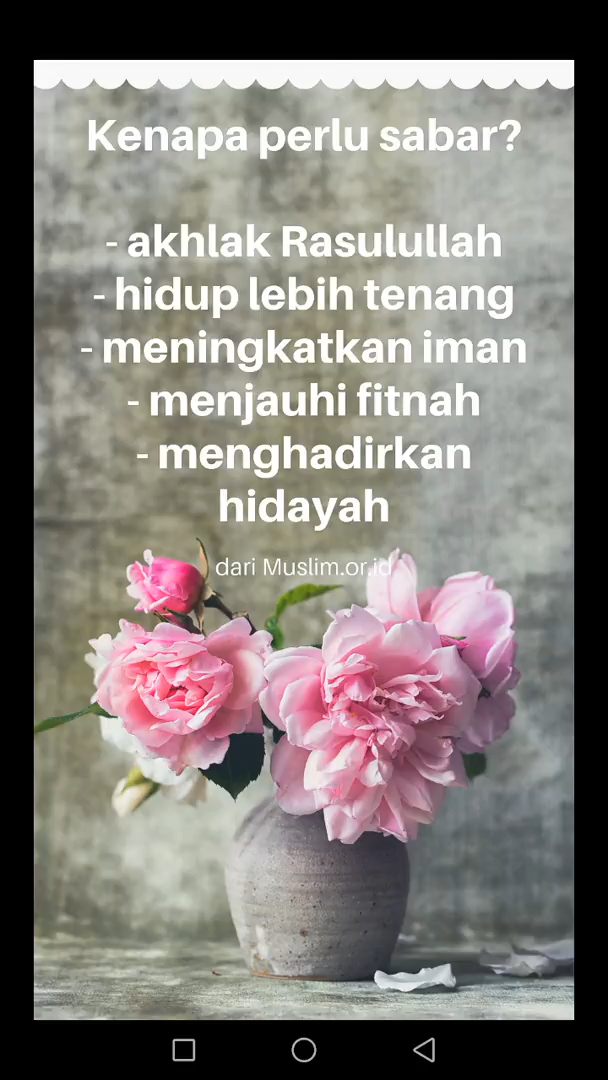 Kenapa perlu sabar?
- akhlak Rasulullah
- hidup lebih tenang
- meningkatkan iman
- menjauhi fitnah
- menghadirkan
hidayah
dari Muslim.or.id